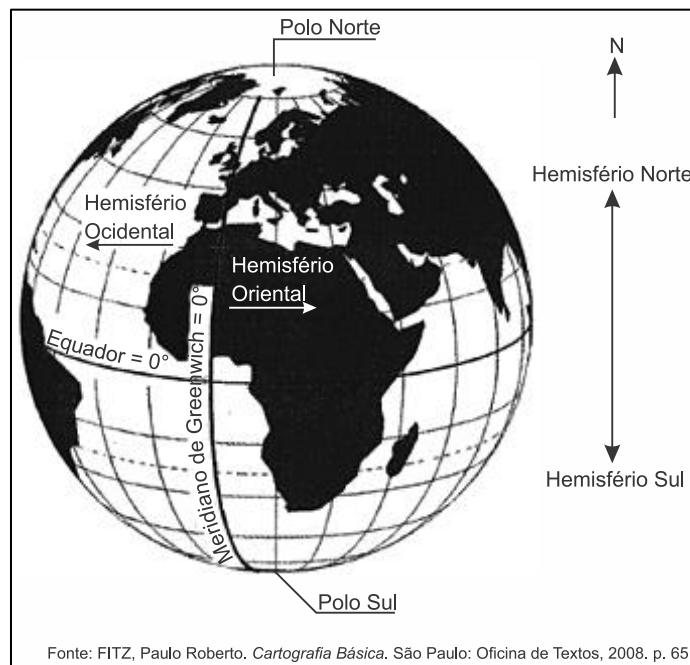 Polo Norte
N
Hemisfério Norte
Hemisfério
Ocidental
Hemisfério
Oriental
Equador = 0°
Meridiano de Greenwich = 0°
Hemisfério Sul
Polo Sul
Fonte: FITZ, Paulo Roberto. Cartografia Básica. São Paulo: Oficina de Textos, 2008. p. 65